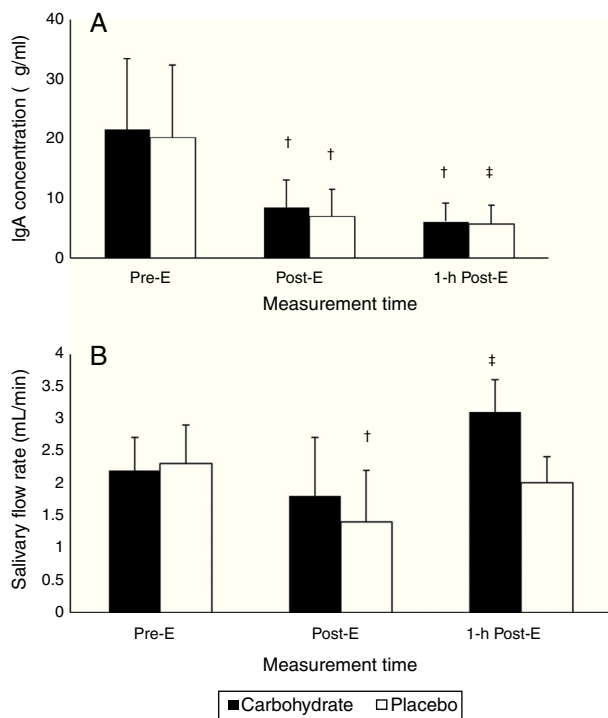 A
IgA concentration ( g/ml)
40
30
20
10
0
† † † ‡
Pre-E Post-E 1-h Post-E
Measurement time
B
Salivary flow rate (mL/min)
4
3.5
3
2.5
2
1.5
1
0.5
0
‡
†
Pre-E Post-E 1-h Post-E
Measurement time
Carbohydrate Placebo